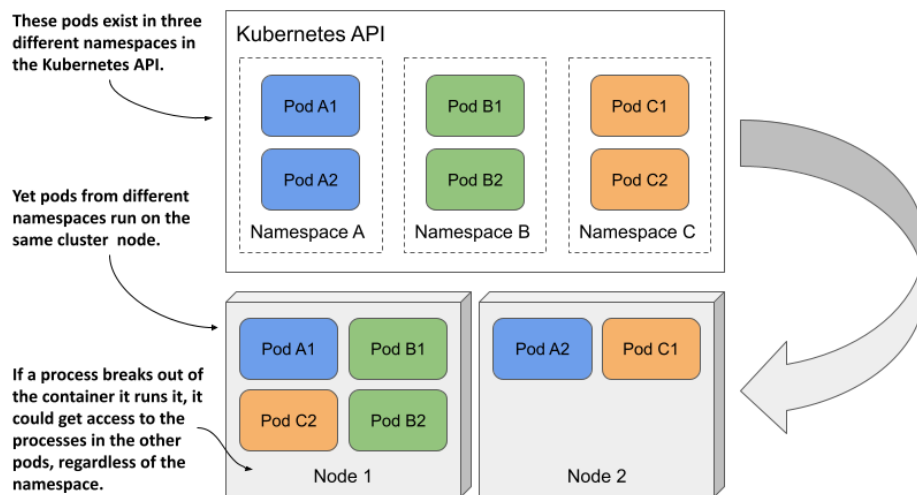 These pods exist in three
different namespaces in
the Kubernetes API.
Kubernetes API
Pod A1
Pod B1
Pod C1
Pod A2
Pod B2
Pod C2
Namespace A
Namespace B
Namespace C
Yet pods from different
namespaces run on the
same cluster node.
Pod A1
Pod B1
Pod C2
Pod B2
Node 1
Pod A2
Pod C1
Node 2
If a process breaks out of
the container it runs it, it
could get access to the
processes in the other
pods, regardless of the
namespace.